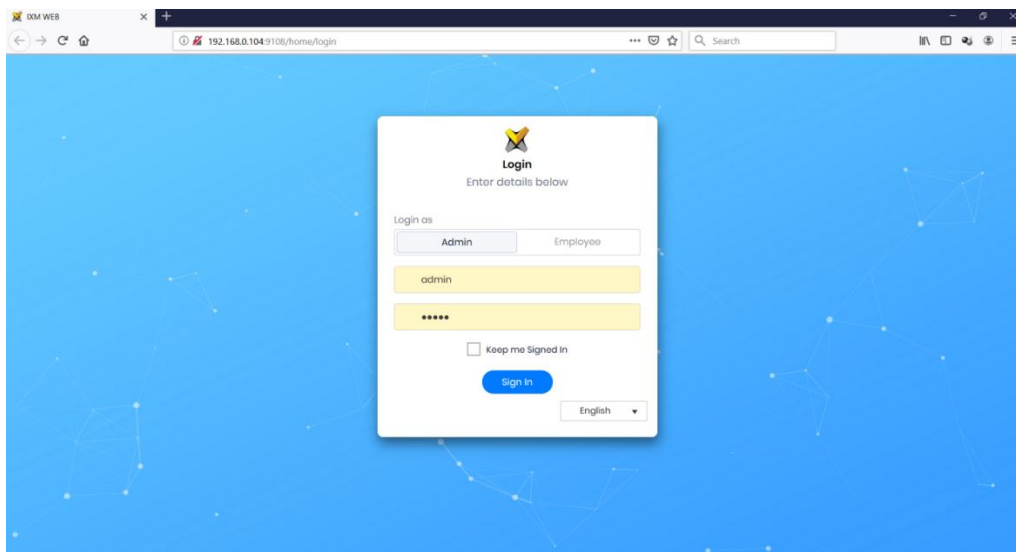 IXM WEB
192.168.0.104:9108/home/login
Search
Login
Enter details below
Login as
Admin Employee
admin
•••••
Keep me Signed In
Sign In
English